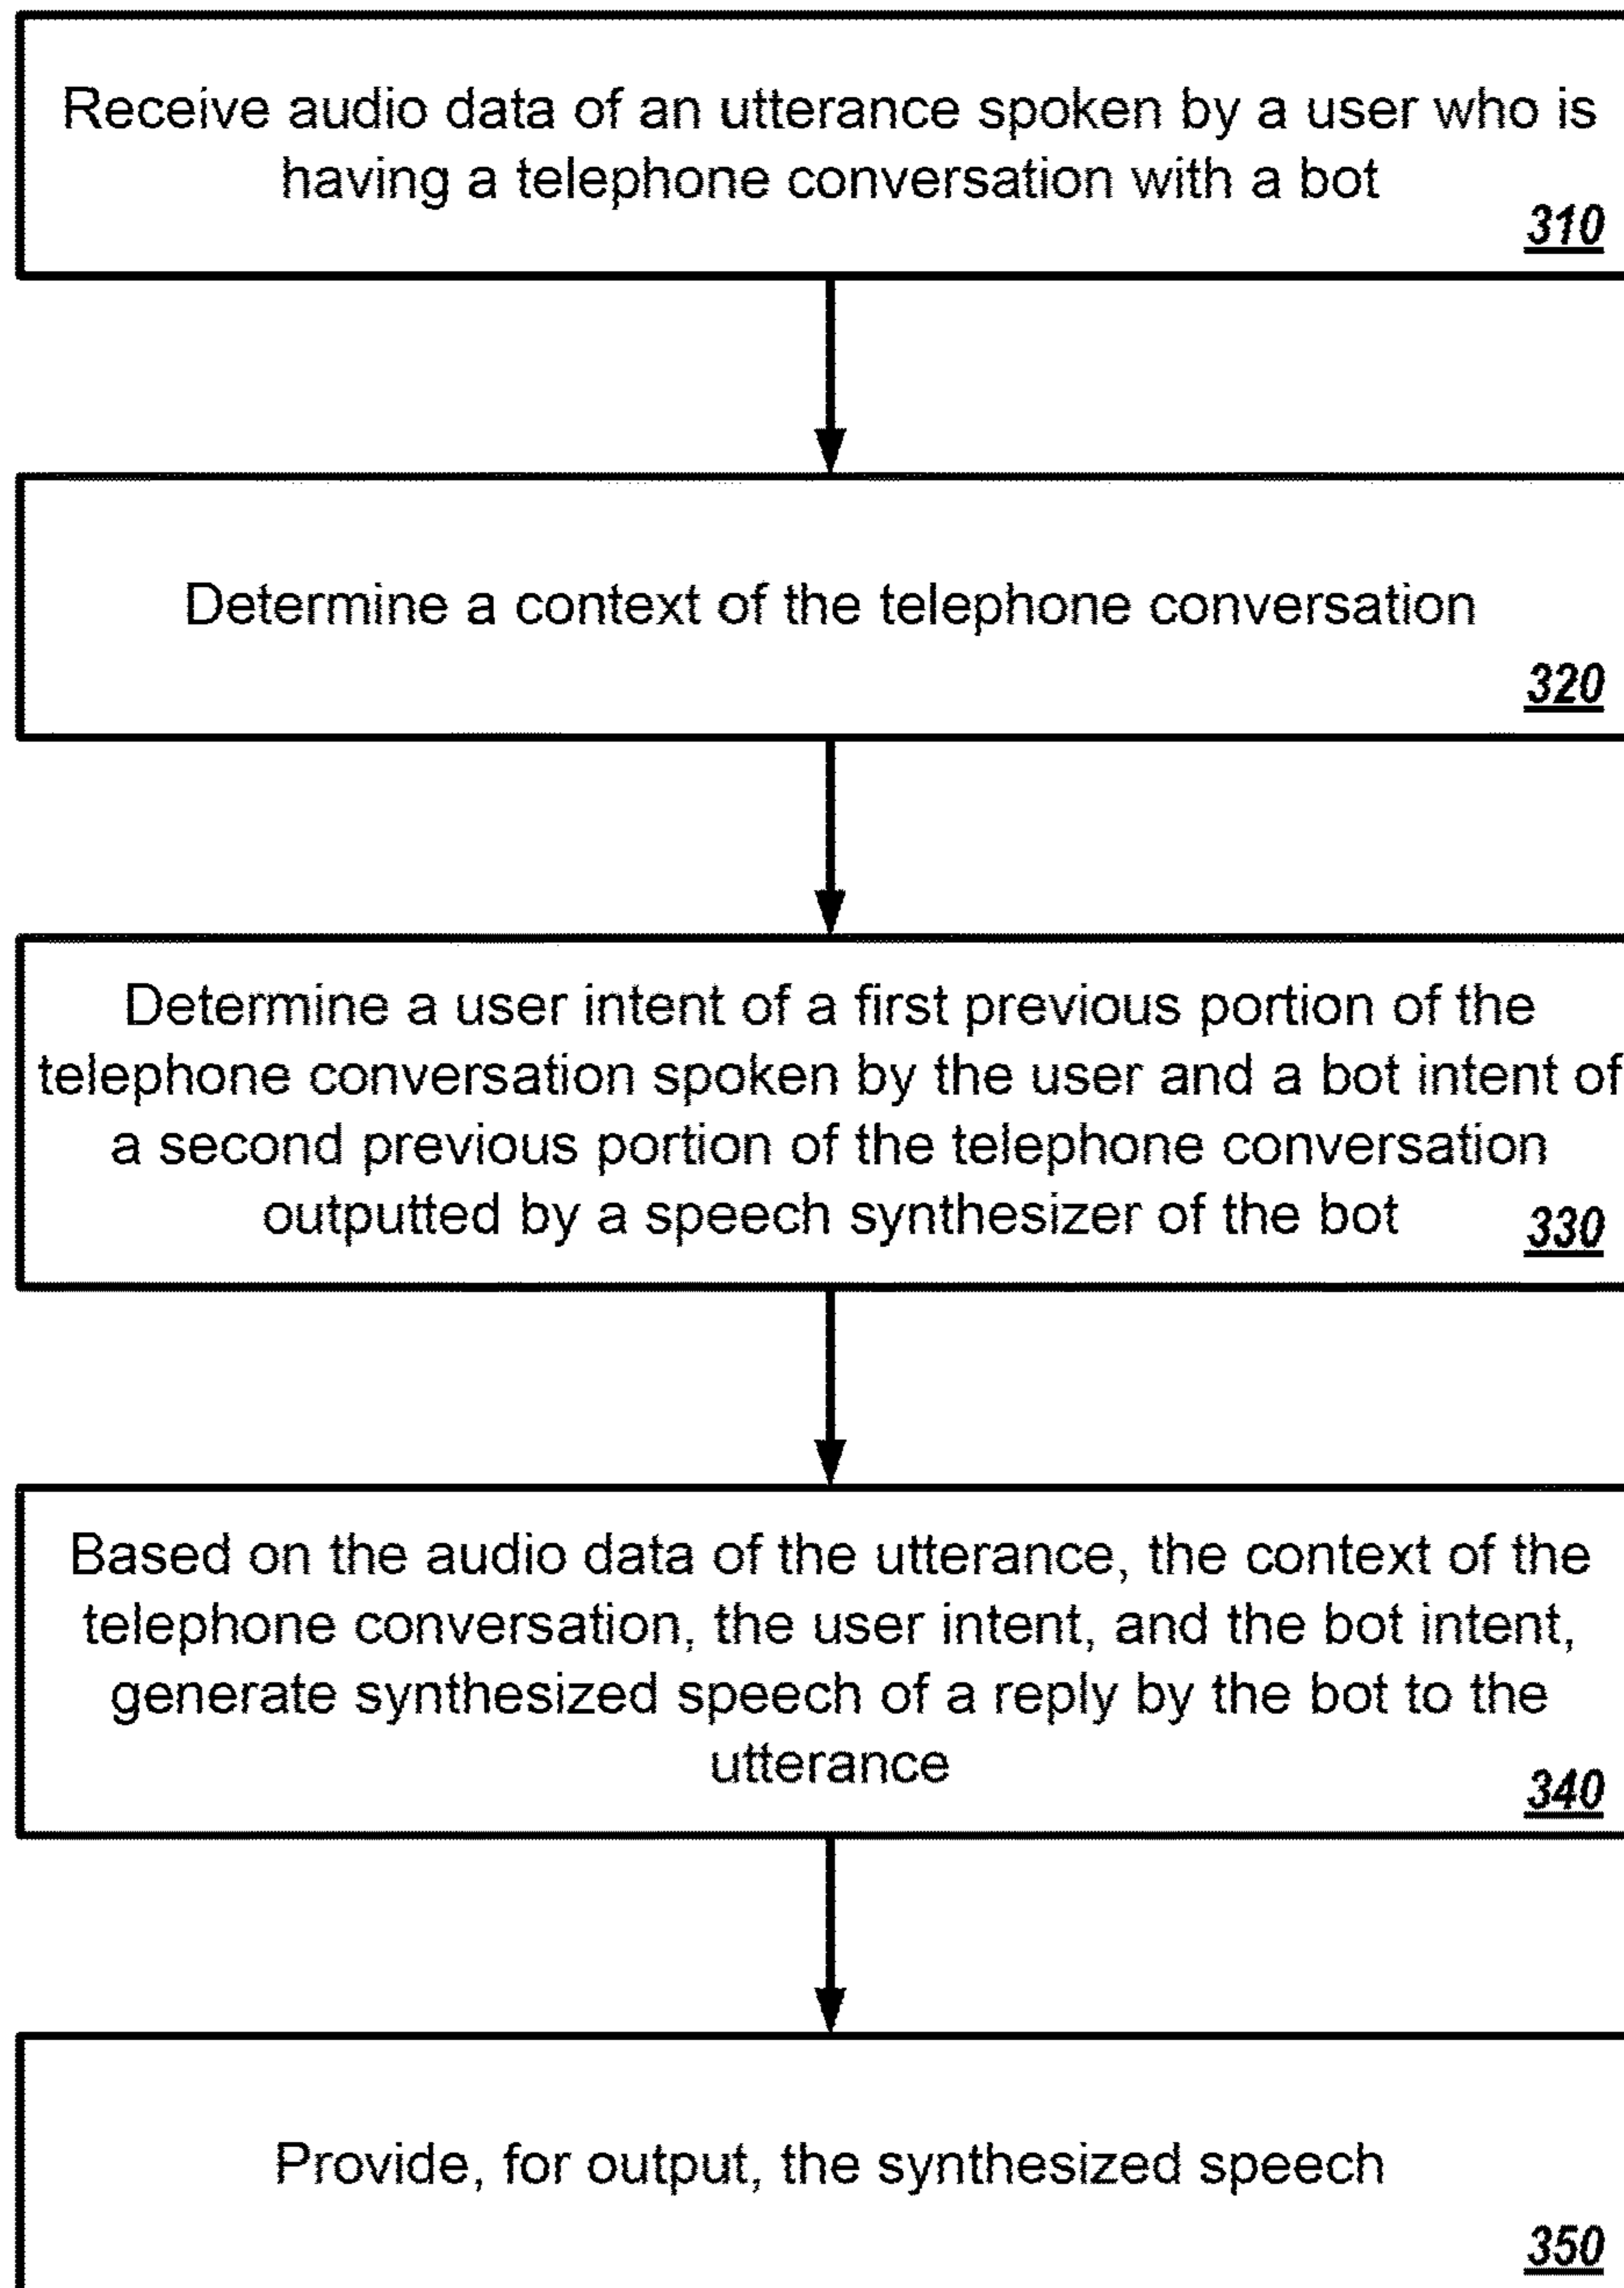 Receive audio data of an utterance spoken by a user who is
having a telephone conversation with a bot
310
Determine a context of the telephone conversation
320
Determine a user intent of a first previous portion of the
telephone conversation spoken by the user and a bot intent of
a second previous portion of the telephone conversation
outputted by a speech synthesizer of the bot
330
Based on the audio data of the utterance, the context of the
telephone conversation, the user intent, and the bot intent,
generate synthesized speech of a reply by the bot to the
utterance
340
Provide, for output, the synthesized speech
350